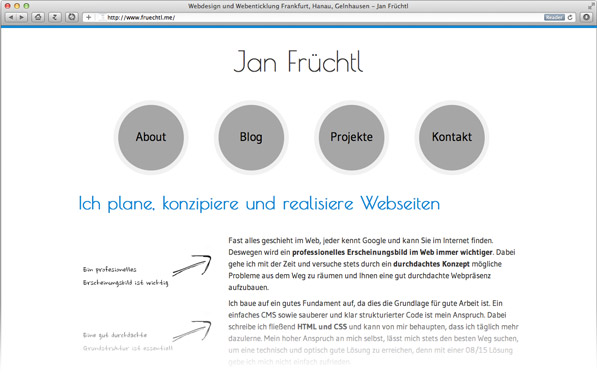 Webdesign und Webenticklung Frankfurt, Hanau, Gelnhausen – Jan Früchtl
http://www.fruechtl.me/
Reader
Jan Früchtl
About
Blog
Projekte
Kontakt
Ich plane, konzipiere und realisiere Webseiten
Ein profesionelles
Erscheinungsbild ist wichtig
Fast alles geschieht im Web, jeder kennt Google und kann Sie im Internet finden.
Deswegen wird ein professionelles Erscheinungsbild im Web immer wichtiger. Dabei
gehe ich mit der Zeit und versuche stets durch ein durchdachtes Konzept mögliche
Probleme aus dem Weg zu räumen und Ihnen eine gut durchdachte Webpräsenz
aufzubauen.
Eine gut durchdachte
Grundstruktur ist essentiell
Ich baue auf ein gutes Fundament auf, da dies die Grundlage für gute Arbeit ist. Ein
einfaches CMS sowie sauberer und klar strukturierter Code ist mein Anspruch. Dabei
schreibe ich fließend HTML und CSS und kann von mir behaupten, dass ich täglich mehr
dazulerne. Mein hoher Anspruch an mich selbst, lässt mich stets den besten Weg suchen,
um eine technisch und optisch gute Lösung zu erreichen, denn mit einer 08/15 Lösung
gebe ich mich nicht einfach zufrieden.